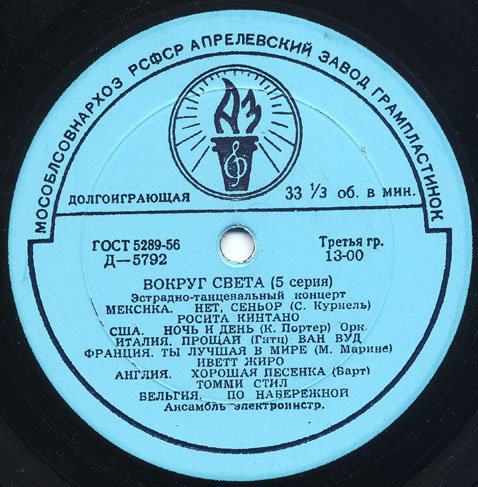 МОСОБЛСОВНАРХОЗ РСФСР АПРЕЛЕВСКИЙ ЗАВОД ГРАМПЛАСТИНОК
АЗ
ДОЛГОИГРАЮЩАЯ 33 ⅓ об. в мин.
ГОСТ 5289-56 Третья гр.
Д—5792 13-00
ВОКРУГ СВЕТА (5 серия)
Эстрадно-танцевальный концерт
МЕКСИКА. НЕТ, СЕНЬОР (С. Куриель)
РОСИТА КИНТАНО
США. НОЧЬ И ДЕНЬ (К. Портер) Орк.
ИТАЛИЯ. ПРОЩАЙ (Гитц) ВАН ВУД
ФРАНЦИЯ. ТЫ ЛУЧШАЯ В МИРЕ (М. Марине)
ИВЕТТ ЖИРО
АНГЛИЯ. ХОРОШАЯ ПЕСЕНКА (Барт)
ТОММИ СТИЛ
БЕЛЬГИЯ. ПО НАБЕРЕЖНОЙ
Ансамбль электроинстр.